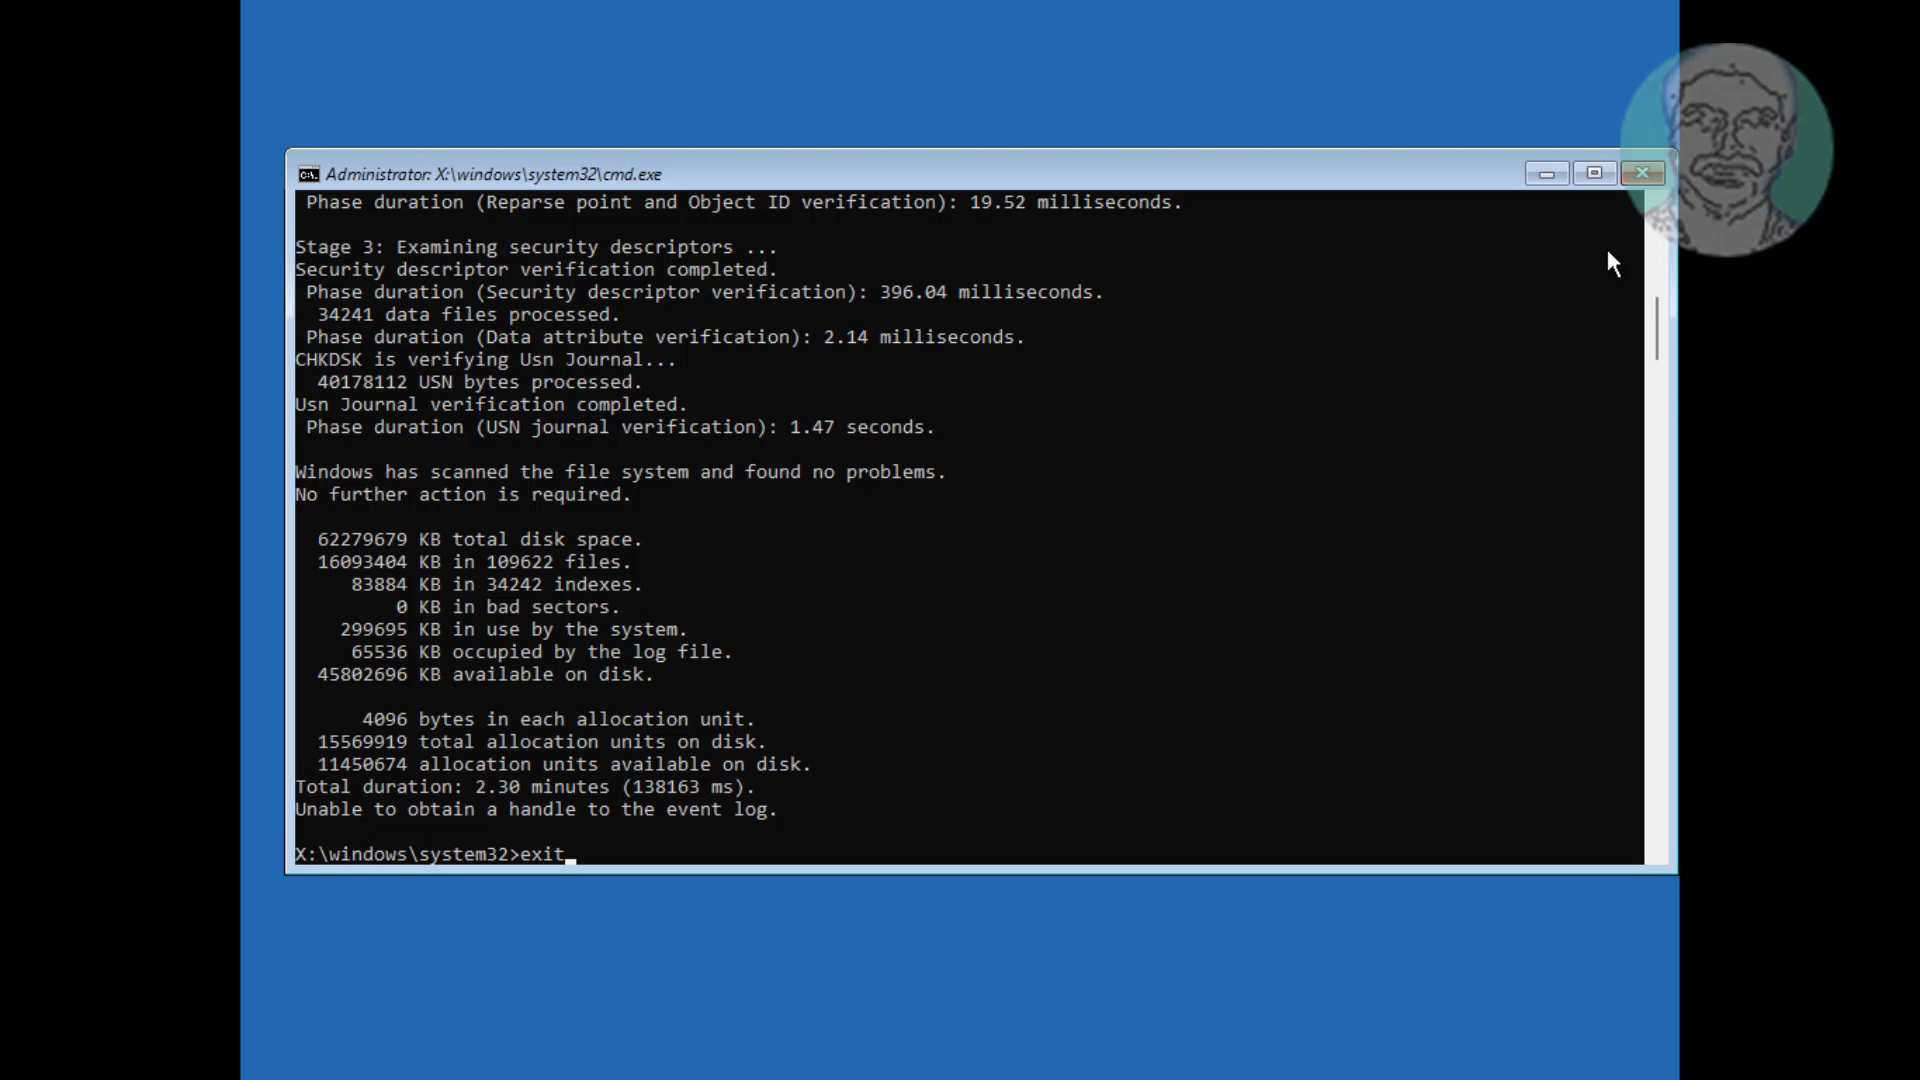 Administrator: X:\windows\system32\cmd.exe
Phase duration (Reparse point and Object ID verification): 19.52 milliseconds.
Stage 3: Examining security descriptors ...
Security descriptor verification completed.
Phase duration (Security descriptor verification): 396.04 milliseconds.
34241 data files processed.
Phase duration (Data attribute verification): 2.14 milliseconds.
CHKDSK is verifying Usn Journal...
40178112 USN bytes processed.
Usn Journal verification completed.
Phase duration (USN journal verification): 1.47 seconds.
Windows has scanned the file system and found no problems.
No further action is required.
62279679 KB total disk space.
16093404 KB in 109622 files.
83884 KB in 34242 indexes.
0 KB in bad sectors.
299695 KB in use by the system.
65536 KB occupied by the log file.
45802696 KB available on disk.
4096 bytes in each allocation unit.
15569919 total allocation units on disk.
11450674 allocation units available on disk.
Total duration: 2.30 minutes (138163 ms).
Unable to obtain a handle to the event log.
X:\windows\system32>exit